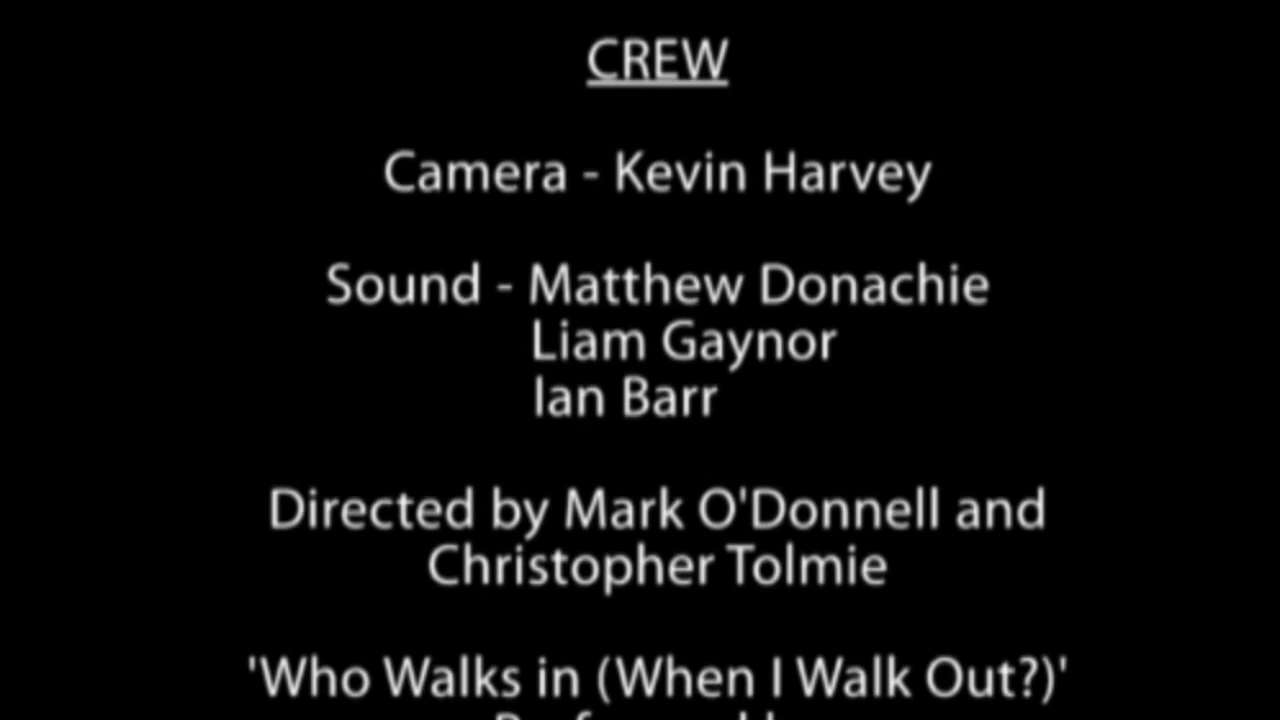 CREW
Camera - Kevin Harvey
Sound - Matthew Donachie
Liam Gaynor
Ian Barr
Directed by Mark O'Donnell and
Christopher Tolmie
'Who Walks in (When I Walk Out?)'